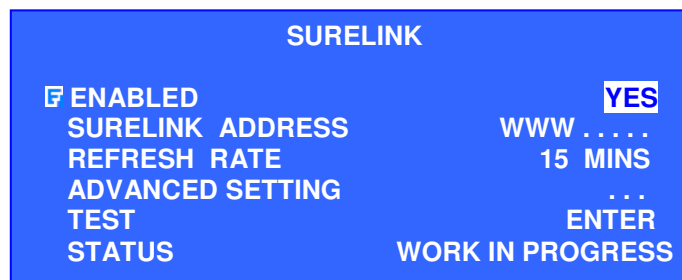 SURELINK
F ENABLED YES
SURELINK ADDRESS WWW . . . . .
REFRESH RATE 15 MINS
ADVANCED SETTING . . .
TEST ENTER
STATUS WORK IN PROGRESS